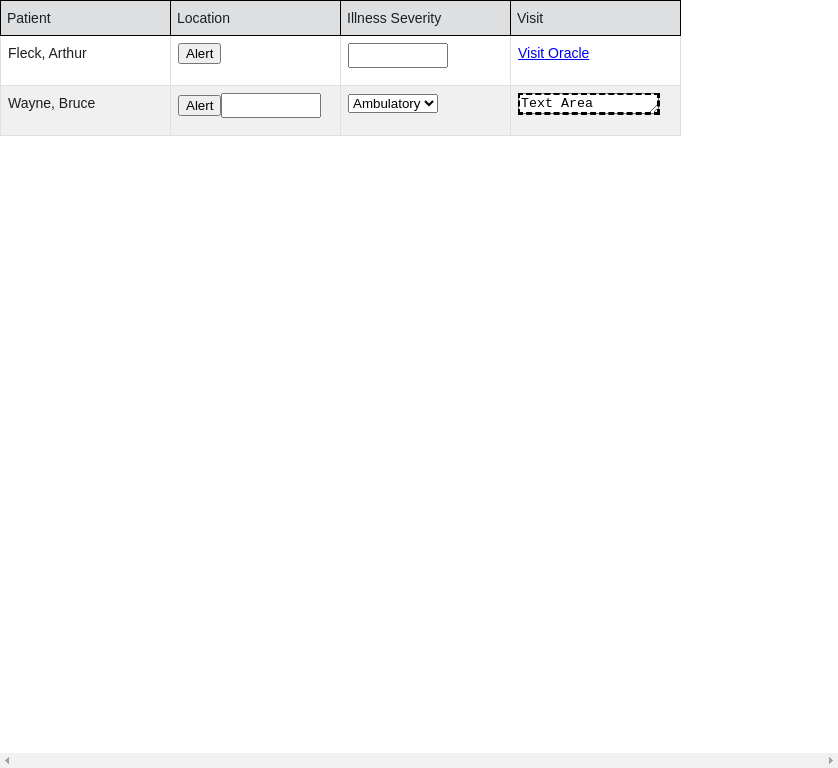 Patient Location Illness Severity Visit
Fleck, Arthur Alert Visit Oracle
Wayne, Bruce Alert Ambulatory Text Area